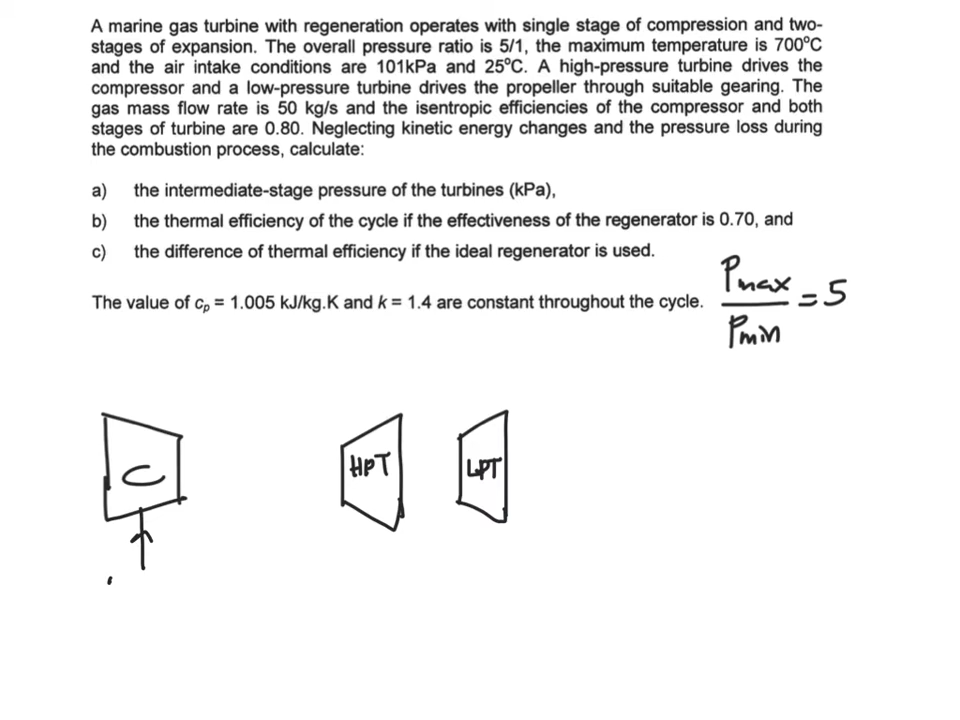 A marine gas turbine with regeneration operates with single stage of compression and two-
stages of expansion. The overall pressure ratio is 5/1, the maximum temperature is 700°C
and the air intake conditions are 101kPa and 25°C. A high-pressure turbine drives the
compressor and a low-pressure turbine drives the propeller through suitable gearing. The
gas mass flow rate is 50 kg/s and the isentropic efficiencies of the compressor and both
stages of turbine are 0.80. Neglecting kinetic energy changes and the pressure loss during
the combustion process, calculate:
a) the intermediate-stage pressure of the turbines (kPa),
b) the thermal efficiency of the cycle if the effectiveness of the regenerator is 0.70, and
c) the difference of thermal efficiency if the ideal regenerator is used.
The value of cp = 1.005 kJ/kg.K and k = 1.4 are constant throughout the cycle.
Pmax
= 5
Pmin
C
HPT
LPT